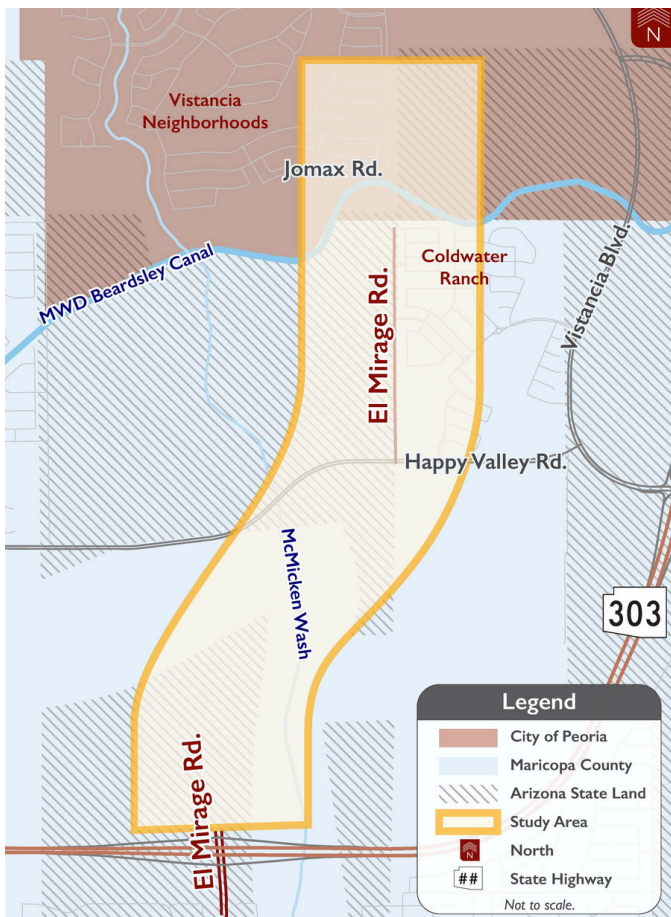 N
Vistancia
Neighborhoods
Jomax Rd.
MWD Beardsley Canal
Coldwater
Ranch
El Mirage Rd.
Vistancia Blvd.
Happy Valley Rd.
McMicken Wash
303
El Mirage Rd.
Legend
City of Peoria
Maricopa County
Arizona State Land
Study Area
N
North
##
State Highway
Not to scale.